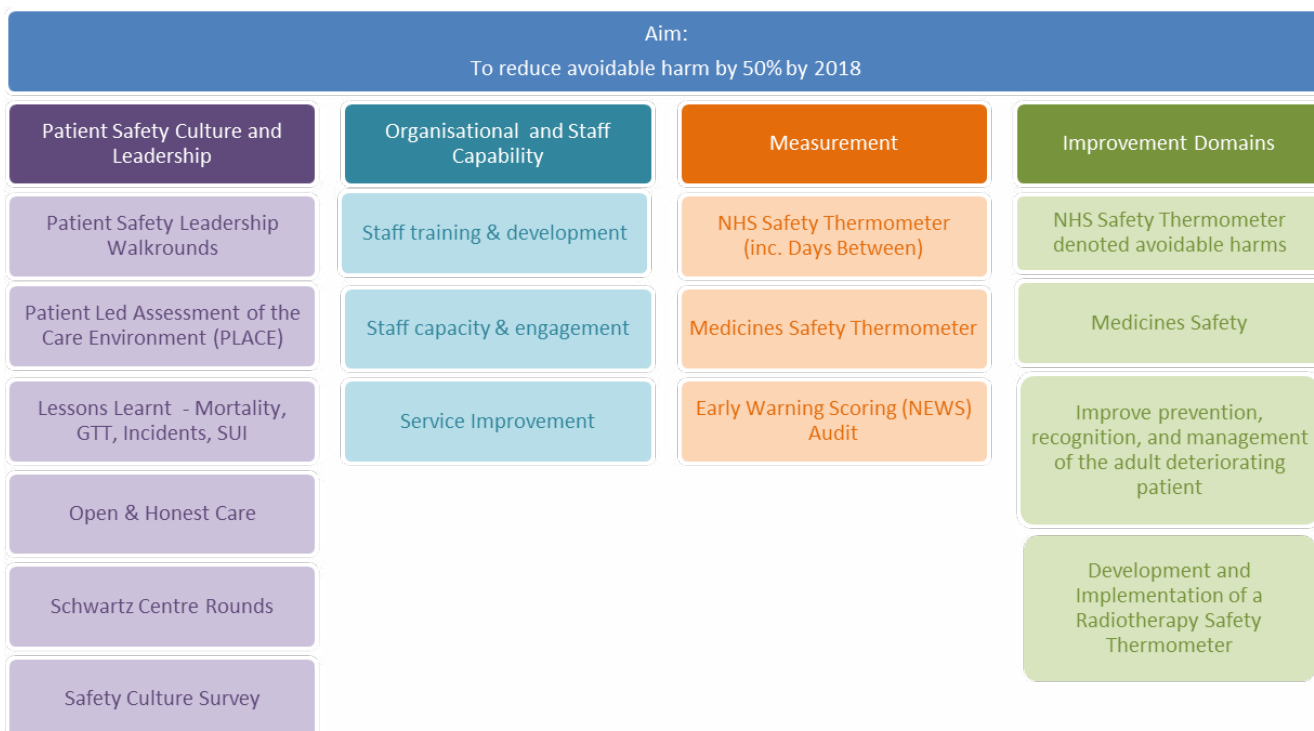 Aim:
To reduce avoidable harm by 50% by 2018
Patient Safety Culture and
Leadership
Patient Safety Leadership
Walkrounds
Patient Led Assessment of the
Care Environment (PLACE)
Lessons Learnt - Mortality,
GTT, Incidents, SUI
Open & Honest Care
Schwartz Centre Rounds
Safety Culture Survey
Organisational and Staff
Capability
Staff training & development
Staff capacity & engagement
Service Improvement
Measurement
NHS Safety Thermometer
(inc. Days Between)
Medicines Safety Thermometer
Early Warning Scoring (NEWS)
Audit
Improvement Domains
NHS Safety Thermometer
denoted avoidable harms
Medicines Safety
Improve prevention,
recognition, and management
of the adult deteriorating
patient
Development and
Implementation of a
Radiotherapy Safety
Thermometer